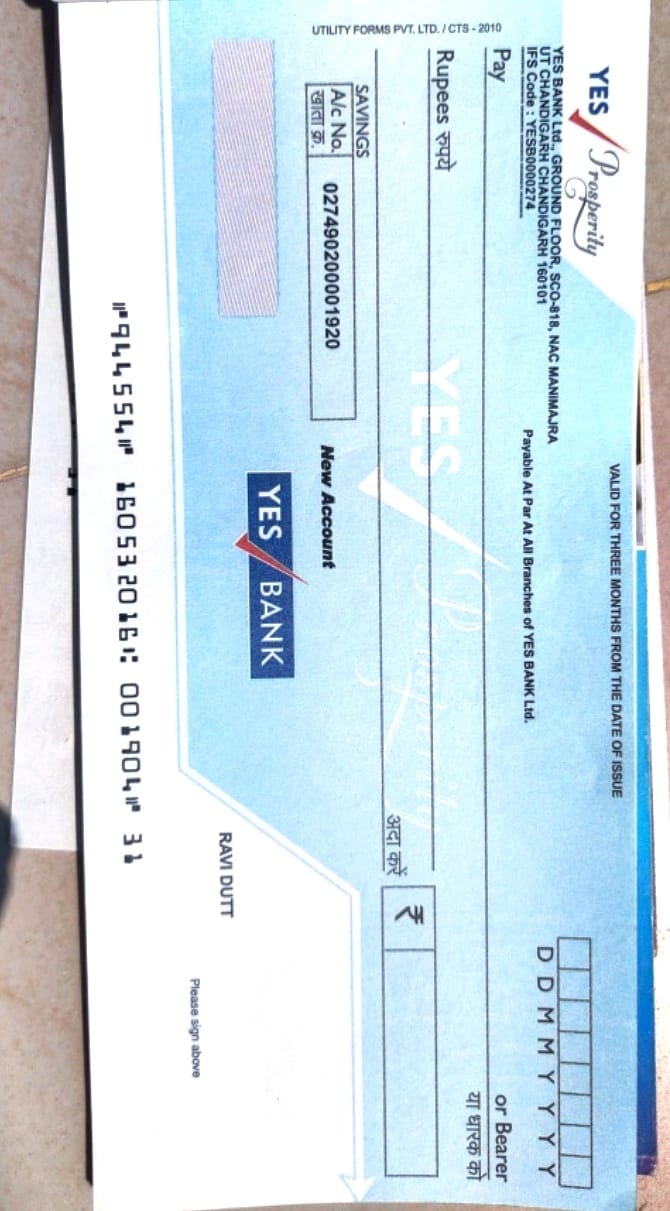 YES Prosperity
VALID FOR THREE MONTHS FROM THE DATE OF ISSUE
YES BANK Ltd., GROUND FLOOR, SCO-818, NAC MANIMAJRA
UT CHANDIGARH CHANDIGARH 160101
IFS Code : YESB0000274
Payable At Par At All Branches of YES BANK Ltd.
D D M M Y Y Y Y
Pay
or Bearer
या धारक को
Rupees रुपये
YES Prosperity
अदा करें
₹
SAVINGS
A/c No.
खाता क्र.
027490200001920
New Account
YES BANK
RAVI DUTT
Please sign above
UTILITY FORMS PVT. LTD. / CTS - 2010
⑈944554⑈ 160532016⑆ 001904⑈ 31